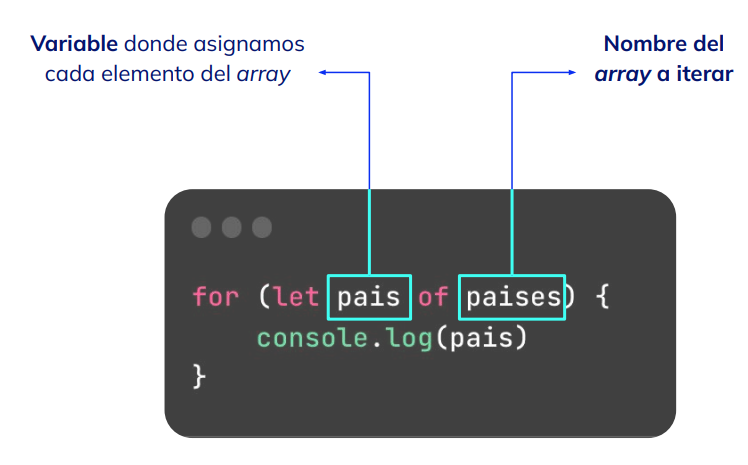 Variable donde asignamos
cada elemento del array
Nombre del
array a iterar
for (let pais of paises) {
    console.log(pais)
}